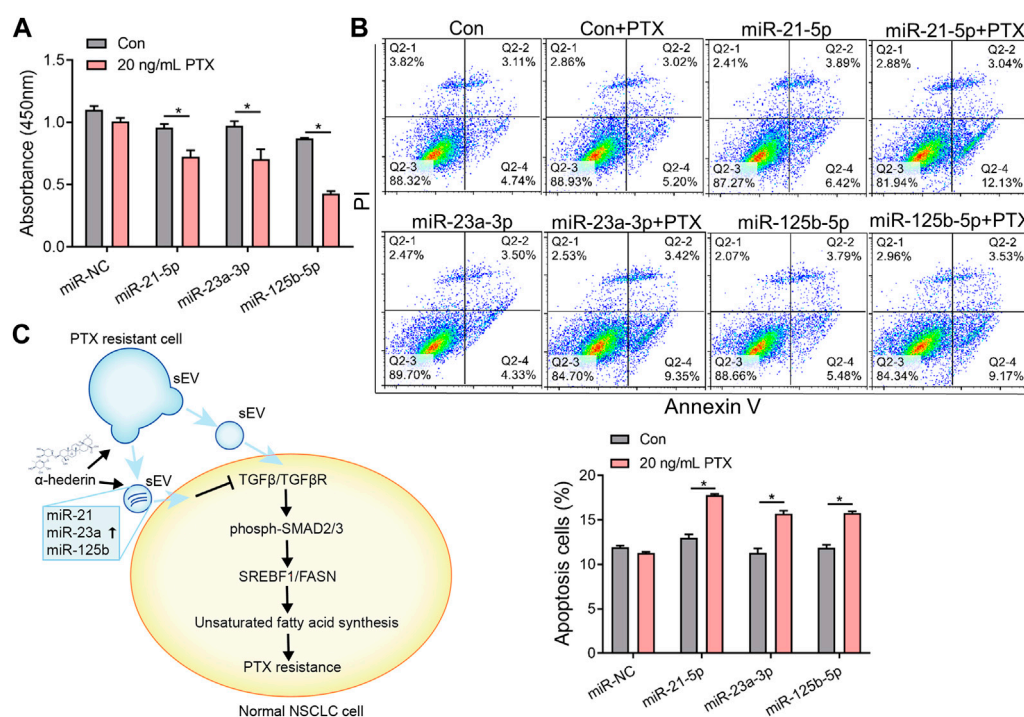 A
Con
20 ng/mL PTX
Absorbance (450nm)
1.5
1.0
0.5
0.0
miR-NC
miR-21-5p
miR-23a-3p
miR-125b-5p
*
*
*
B
Con
Con+PTX
miR-21-5p
miR-21-5p+PTX
Q2-1
3.82%
Q2-2
3.11%
Q2-3
88.32%
Q2-4
4.74%
Q2-1
2.86%
Q2-2
3.02%
Q2-3
88.93%
Q2-4
5.20%
Q2-1
2.41%
Q2-2
3.89%
Q2-3
87.27%
Q2-4
6.42%
Q2-1
2.88%
Q2-2
3.04%
Q2-3
81.94%
Q2-4
12.13%
PI
miR-23a-3p
miR-23a-3p+PTX
miR-125b-5p
miR-125b-5p+PTX
Q2-1
2.47%
Q2-2
3.50%
Q2-3
89.70%
Q2-4
4.33%
Q2-1
2.53%
Q2-2
3.42%
Q2-3
84.70%
Q2-4
9.35%
Q2-1
2.07%
Q2-2
3.79%
Q2-3
88.66%
Q2-4
5.48%
Q2-1
2.96%
Q2-2
3.53%
Q2-3
84.34%
Q2-4
9.17%
Annexin V
Con
20 ng/mL PTX
Apoptosis cells (%)
20
15
10
5
0
*
*
*
miR-NC
miR-21-5p
miR-23a-3p
miR-125b-5p
C
PTX resistant cell
sEV
sEV
α-hederin
sEV
miR-21
miR-23a ↑
miR-125b
TGFβ/TGFβR
phosph-SMAD2/3
SREBF1/FASN
Unsaturated fatty acid synthesis
PTX resistance
Normal NSCLC cell